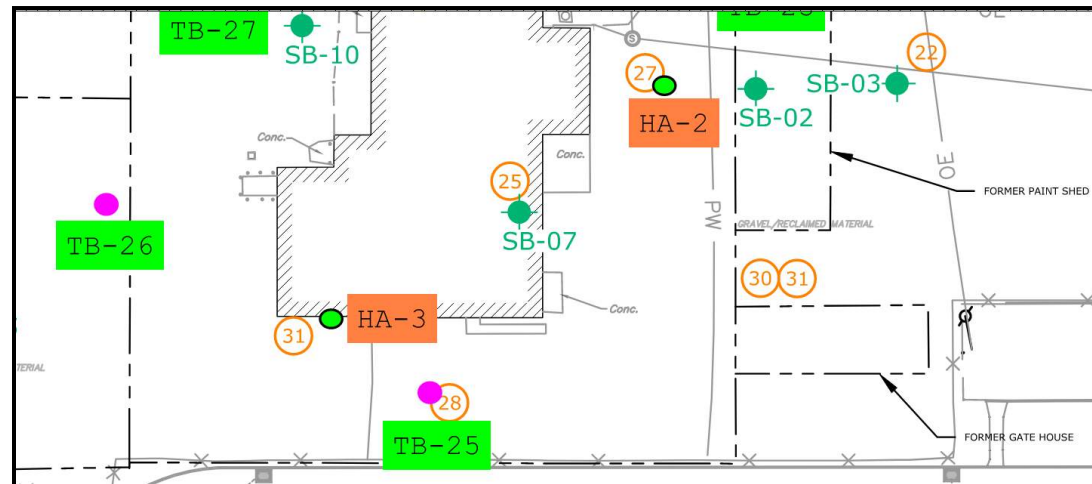 TB-27
SB-10
S
27
22
HA-2
SB-02
SB-03
Conc.
Conc.
OE
25
FORMER PAINT SHED
TB-26
SB-07
PW
GRAVEL/RECLAIMED MATERIAL
30
31
Conc.
31
HA-3
28
TB-25
FORMER GATE HOUSE